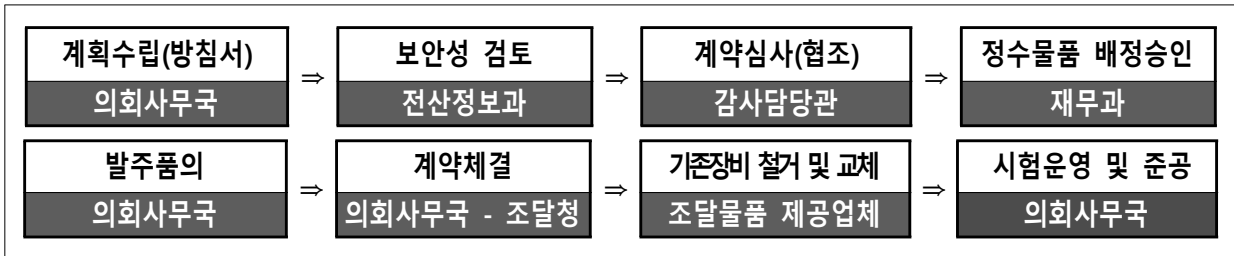 계획수립(방침서) ⇒ 보안성 검토 ⇒ 계약심사(협조) ⇒ 정수물품 배정승인
의회사무국 전산정보과 감사담당관 재무과
발주품의 ⇒ 계약체결 ⇒ 기존장비 철거 및 교체 ⇒ 시험운영 및 준공
의회사무국 의회사무국 - 조달청 조달물품 제공업체 의회사무국